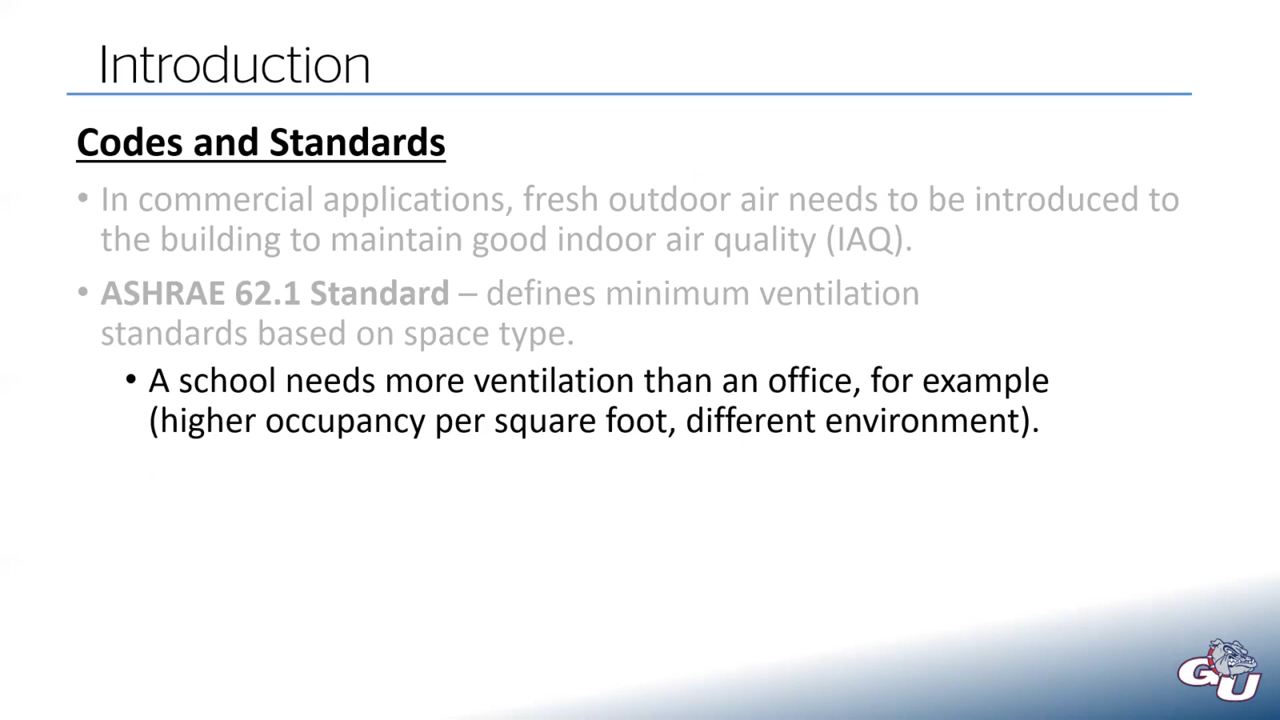 Introduction
Codes and Standards
• In commercial applications, fresh outdoor air needs to be introduced to
the building to maintain good indoor air quality (IAQ).
• ASHRAE 62.1 Standard – defines minimum ventilation
standards based on space type.
• A school needs more ventilation than an office, for example
(higher occupancy per square foot, different environment).
GU